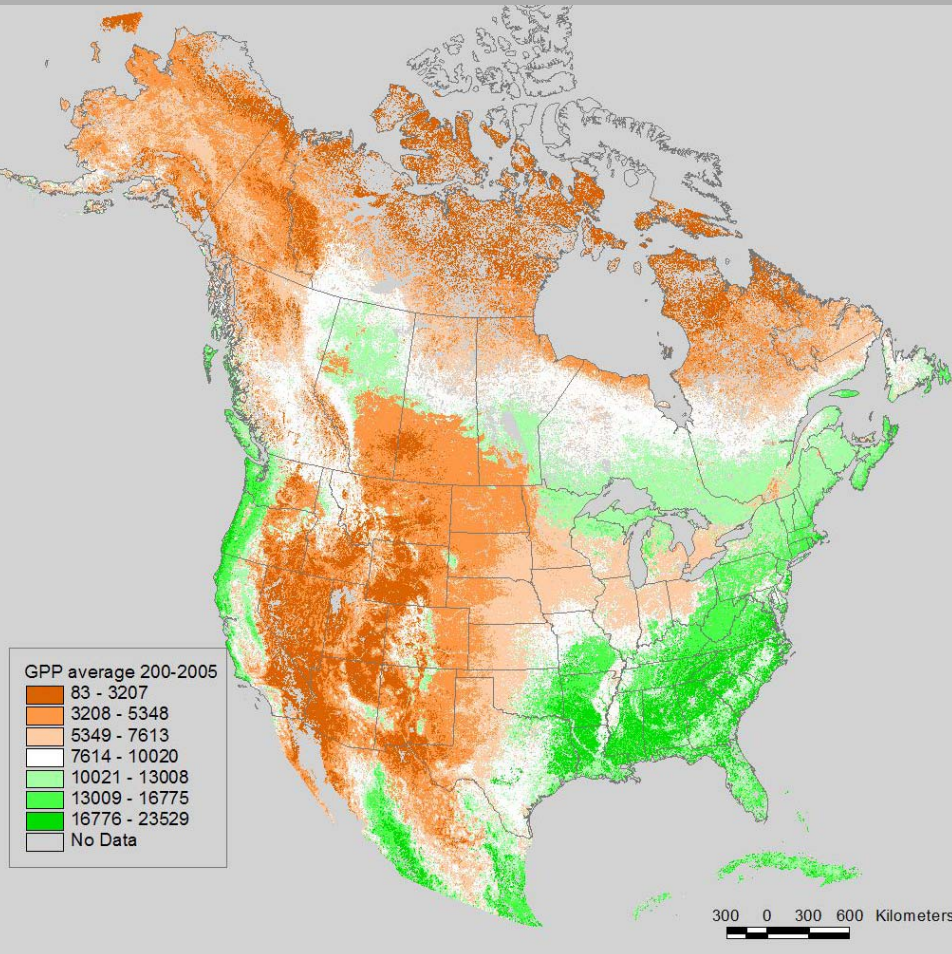 GPP average 200-2005
83 - 3207
3208 - 5348
5349 - 7613
7614 - 10020
10021 - 13008
13009 - 16775
16776 - 23529
No Data
300 0 300 600 Kilometers